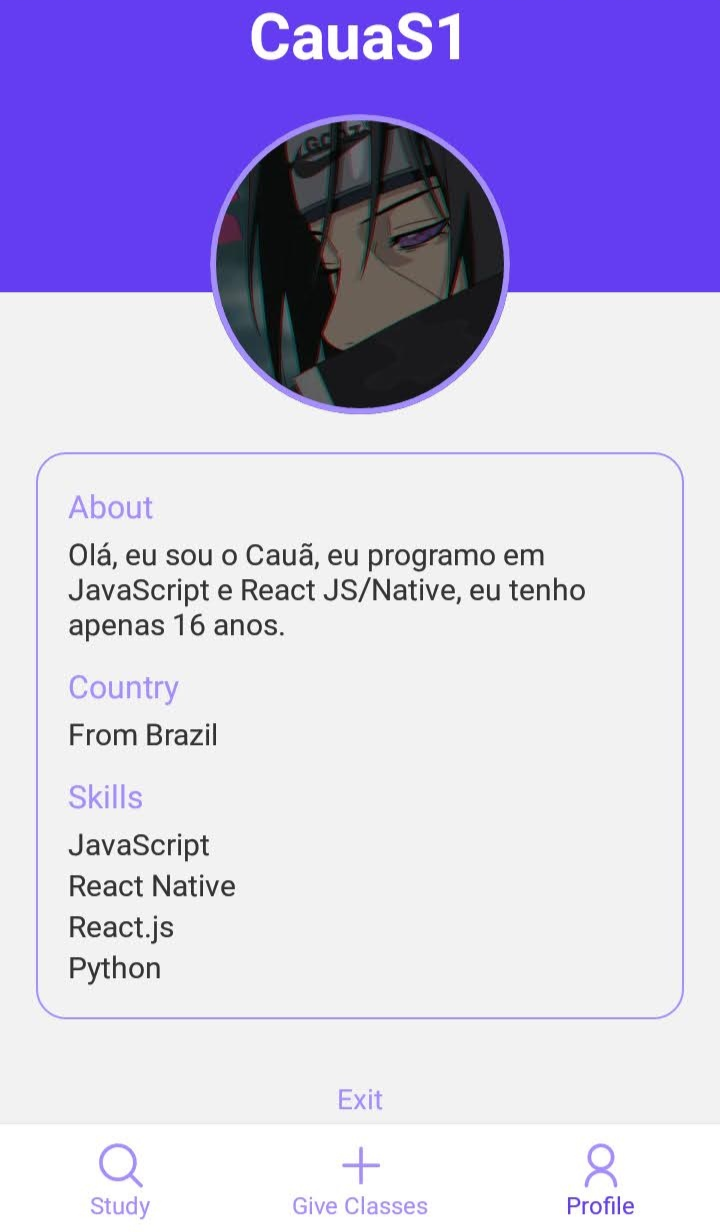 CauaS1
About
Olá, eu sou o Cauã, eu programo em
JavaScript e React JS/Native, eu tenho
apenas 16 anos.
Country
From Brazil
Skills
JavaScript
React Native
React.js
Python
Exit
Study
Give Classes
Profile